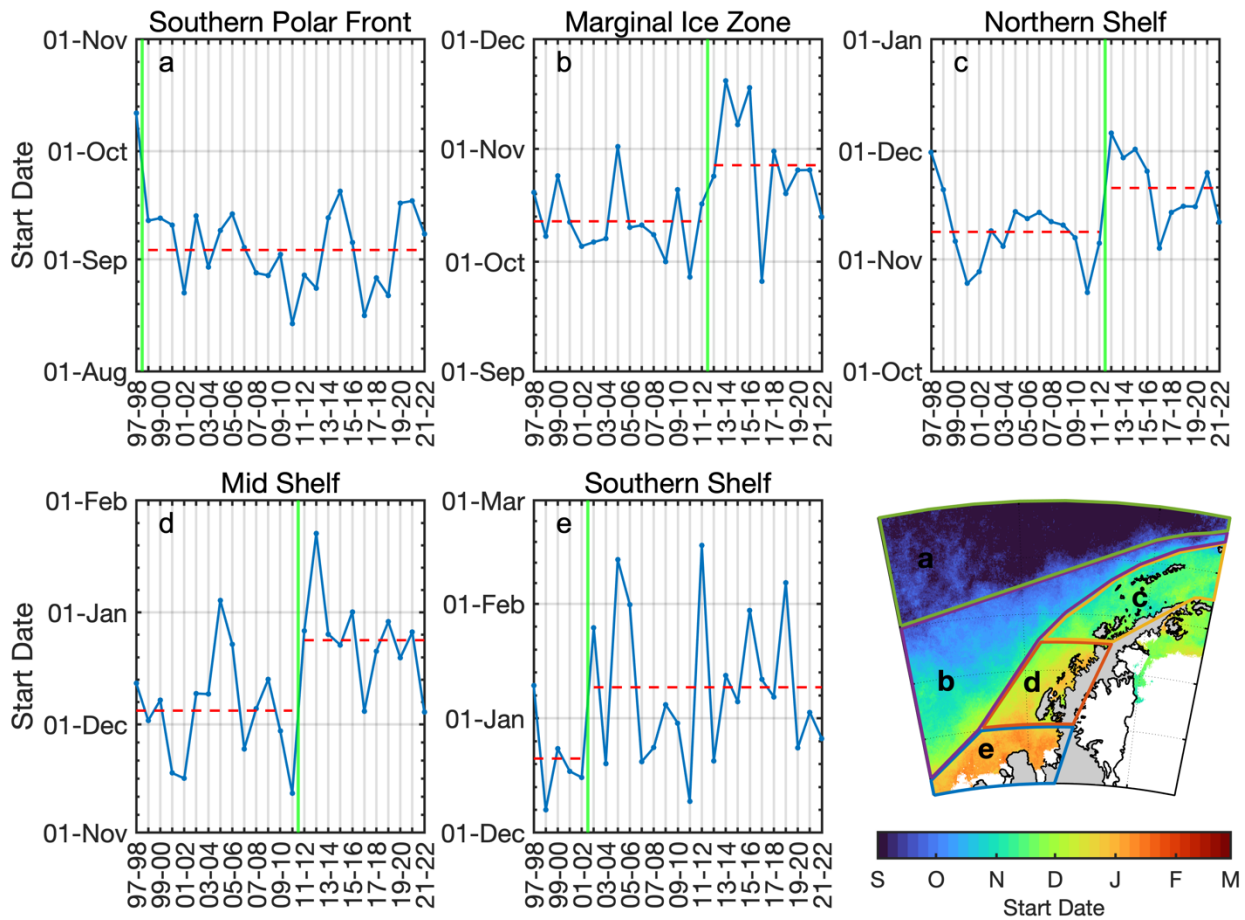 Southern Polar Front
Marginal Ice Zone
Northern Shelf
a
01-Nov
01-Oct
01-Sep
01-Aug
Start Date
97-98
99-00
01-02
03-04
05-06
07-08
09-10
11-12
13-14
15-16
17-18
19-20
21-22
b
01-Dec
01-Nov
01-Oct
01-Sep
97-98
99-00
01-02
03-04
05-06
07-08
09-10
11-12
13-14
15-16
17-18
19-20
21-22
c
01-Jan
01-Dec
01-Nov
01-Oct
97-98
99-00
01-02
03-04
05-06
07-08
09-10
11-12
13-14
15-16
17-18
19-20
21-22
Mid Shelf
Southern Shelf
d
01-Feb
01-Jan
01-Dec
01-Nov
Start Date
97-98
99-00
01-02
03-04
05-06
07-08
09-10
11-12
13-14
15-16
17-18
19-20
21-22
e
01-Mar
01-Feb
01-Jan
01-Dec
97-98
99-00
01-02
03-04
05-06
07-08
09-10
11-12
13-14
15-16
17-18
19-20
21-22
a
c
b
d
e
S O N D J F M
Start Date